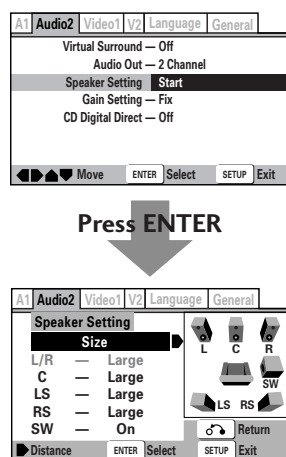 A1 Audio2 Video1 V2 Language General
Virtual Surround — Off
Audio Out — 2 Channel
Speaker Setting Start
Gain Setting — Fix
CD Digital Direct — Off
Move ENTER Select SETUP Exit
Press ENTER
A1 Audio2 Video1 V2 Language General
Speaker Setting
Size
L/R — Large
C — Large
LS — Large
RS — Large
SW — On
L C R
SW
LS RS
Return
Distance ENTER Select SETUP Exit